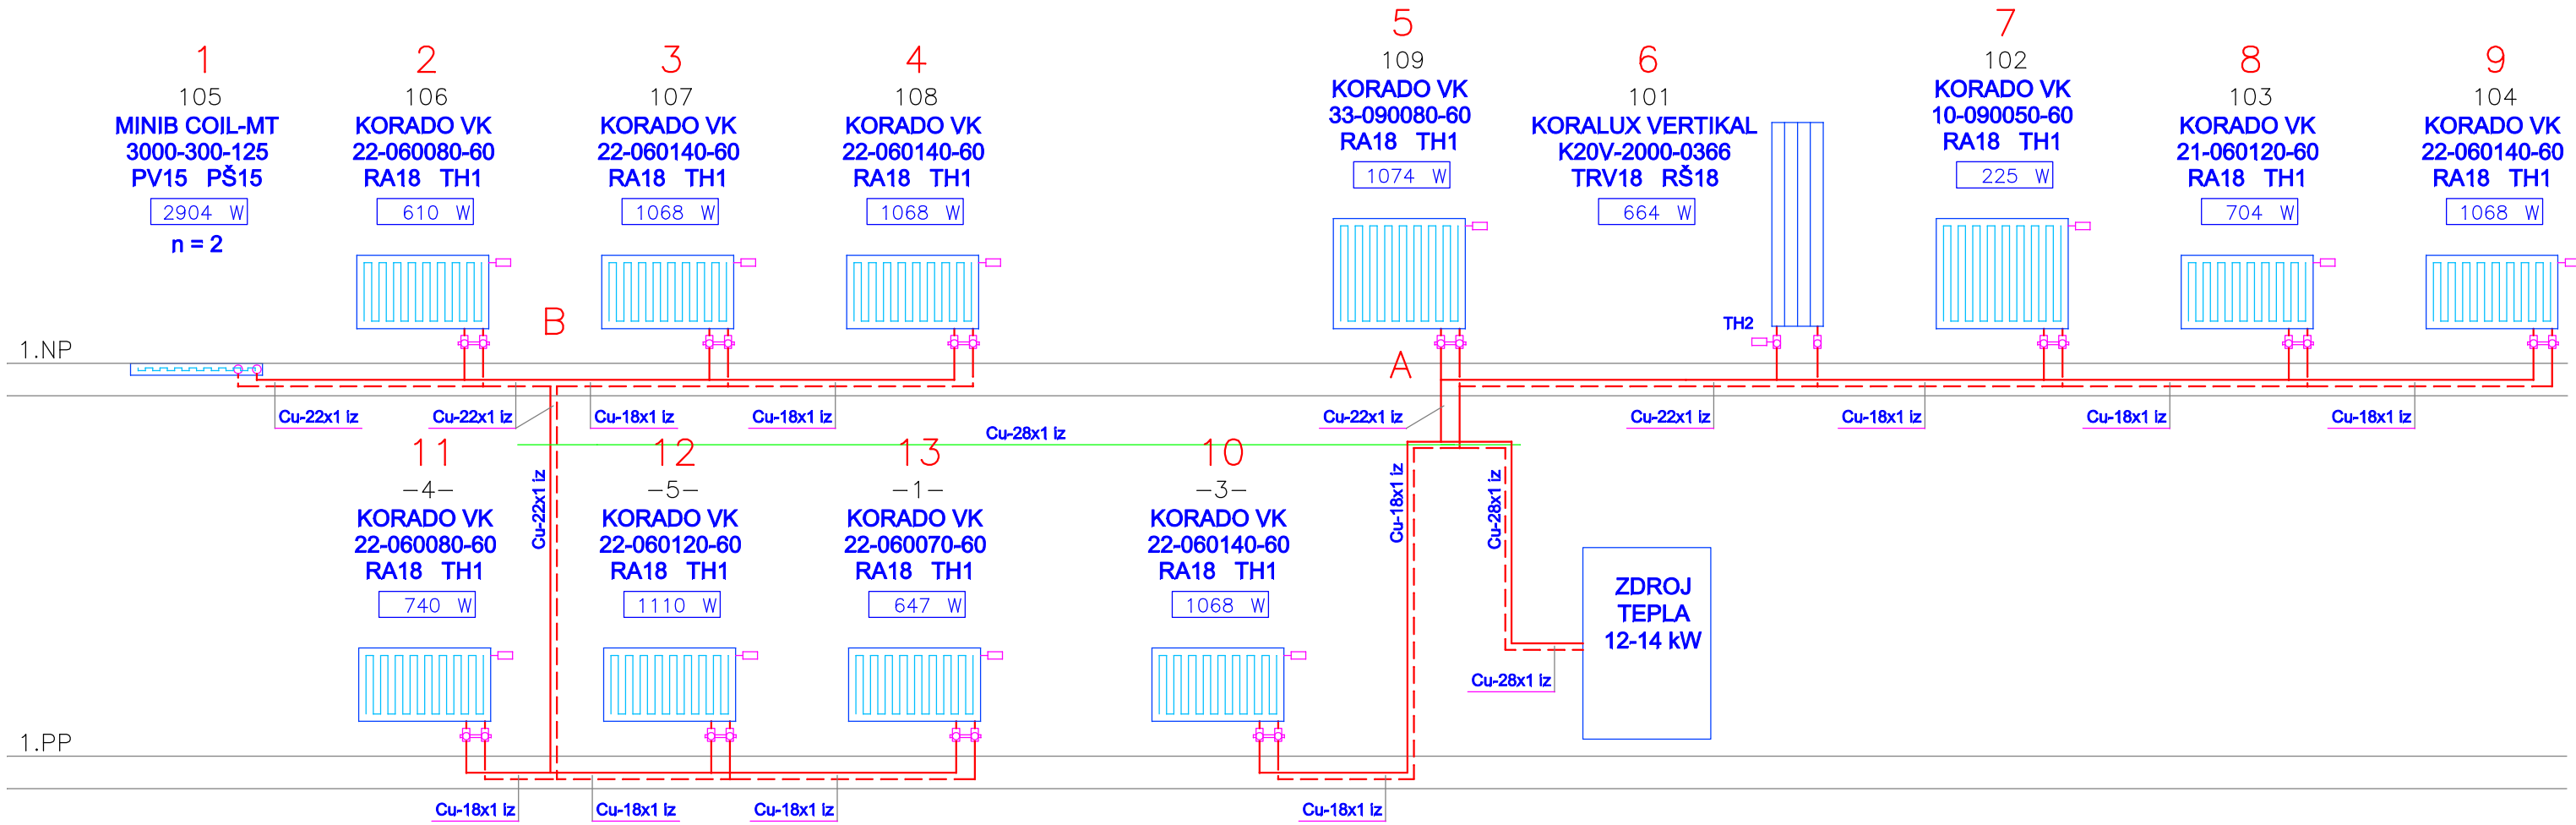 1
105
MINIB COIL-MT
3000-300-125
PV15 PŠ15
2904 W
n = 2
2
106
KORADO VK
22-060080-60
RA18 TH1
610 W
3
107
KORADO VK
22-060140-60
RA18 TH1
1068 W
4
108
KORADO VK
22-060140-60
RA18 TH1
1068 W
5
109
KORADO VK
33-090080-60
RA18 TH1
1074 W
6
101
KORALUX VERTIKAL
K20V-2000-0366
TRV18 RŠ18
664 W
TH2
7
102
KORADO VK
10-090050-60
RA18 TH1
225 W
8
103
KORADO VK
21-060120-60
RA18 TH1
704 W
9
104
KORADO VK
22-060140-60
RA18 TH1
1068 W
1.NP
B
A
Cu-22x1 iz
Cu-22x1 iz
Cu-18x1 iz
Cu-18x1 iz
Cu-22x1 iz
Cu-22x1 iz
Cu-18x1 iz
Cu-18x1 iz
Cu-18x1 iz
Cu-28x1 iz
11
-4-
KORADO VK
22-060080-60
RA18 TH1
740 W
Cu-22x1 iz
12
-5-
KORADO VK
22-060120-60
RA18 TH1
1110 W
13
-1-
KORADO VK
22-060070-60
RA18 TH1
647 W
10
-3-
KORADO VK
22-060140-60
RA18 TH1
1068 W
Cu-18x1 iz
Cu-28x1 iz
ZDROJ
TEPLA
12-14 kW
Cu-28x1 iz
1.PP
Cu-18x1 iz
Cu-18x1 iz
Cu-18x1 iz
Cu-18x1 iz